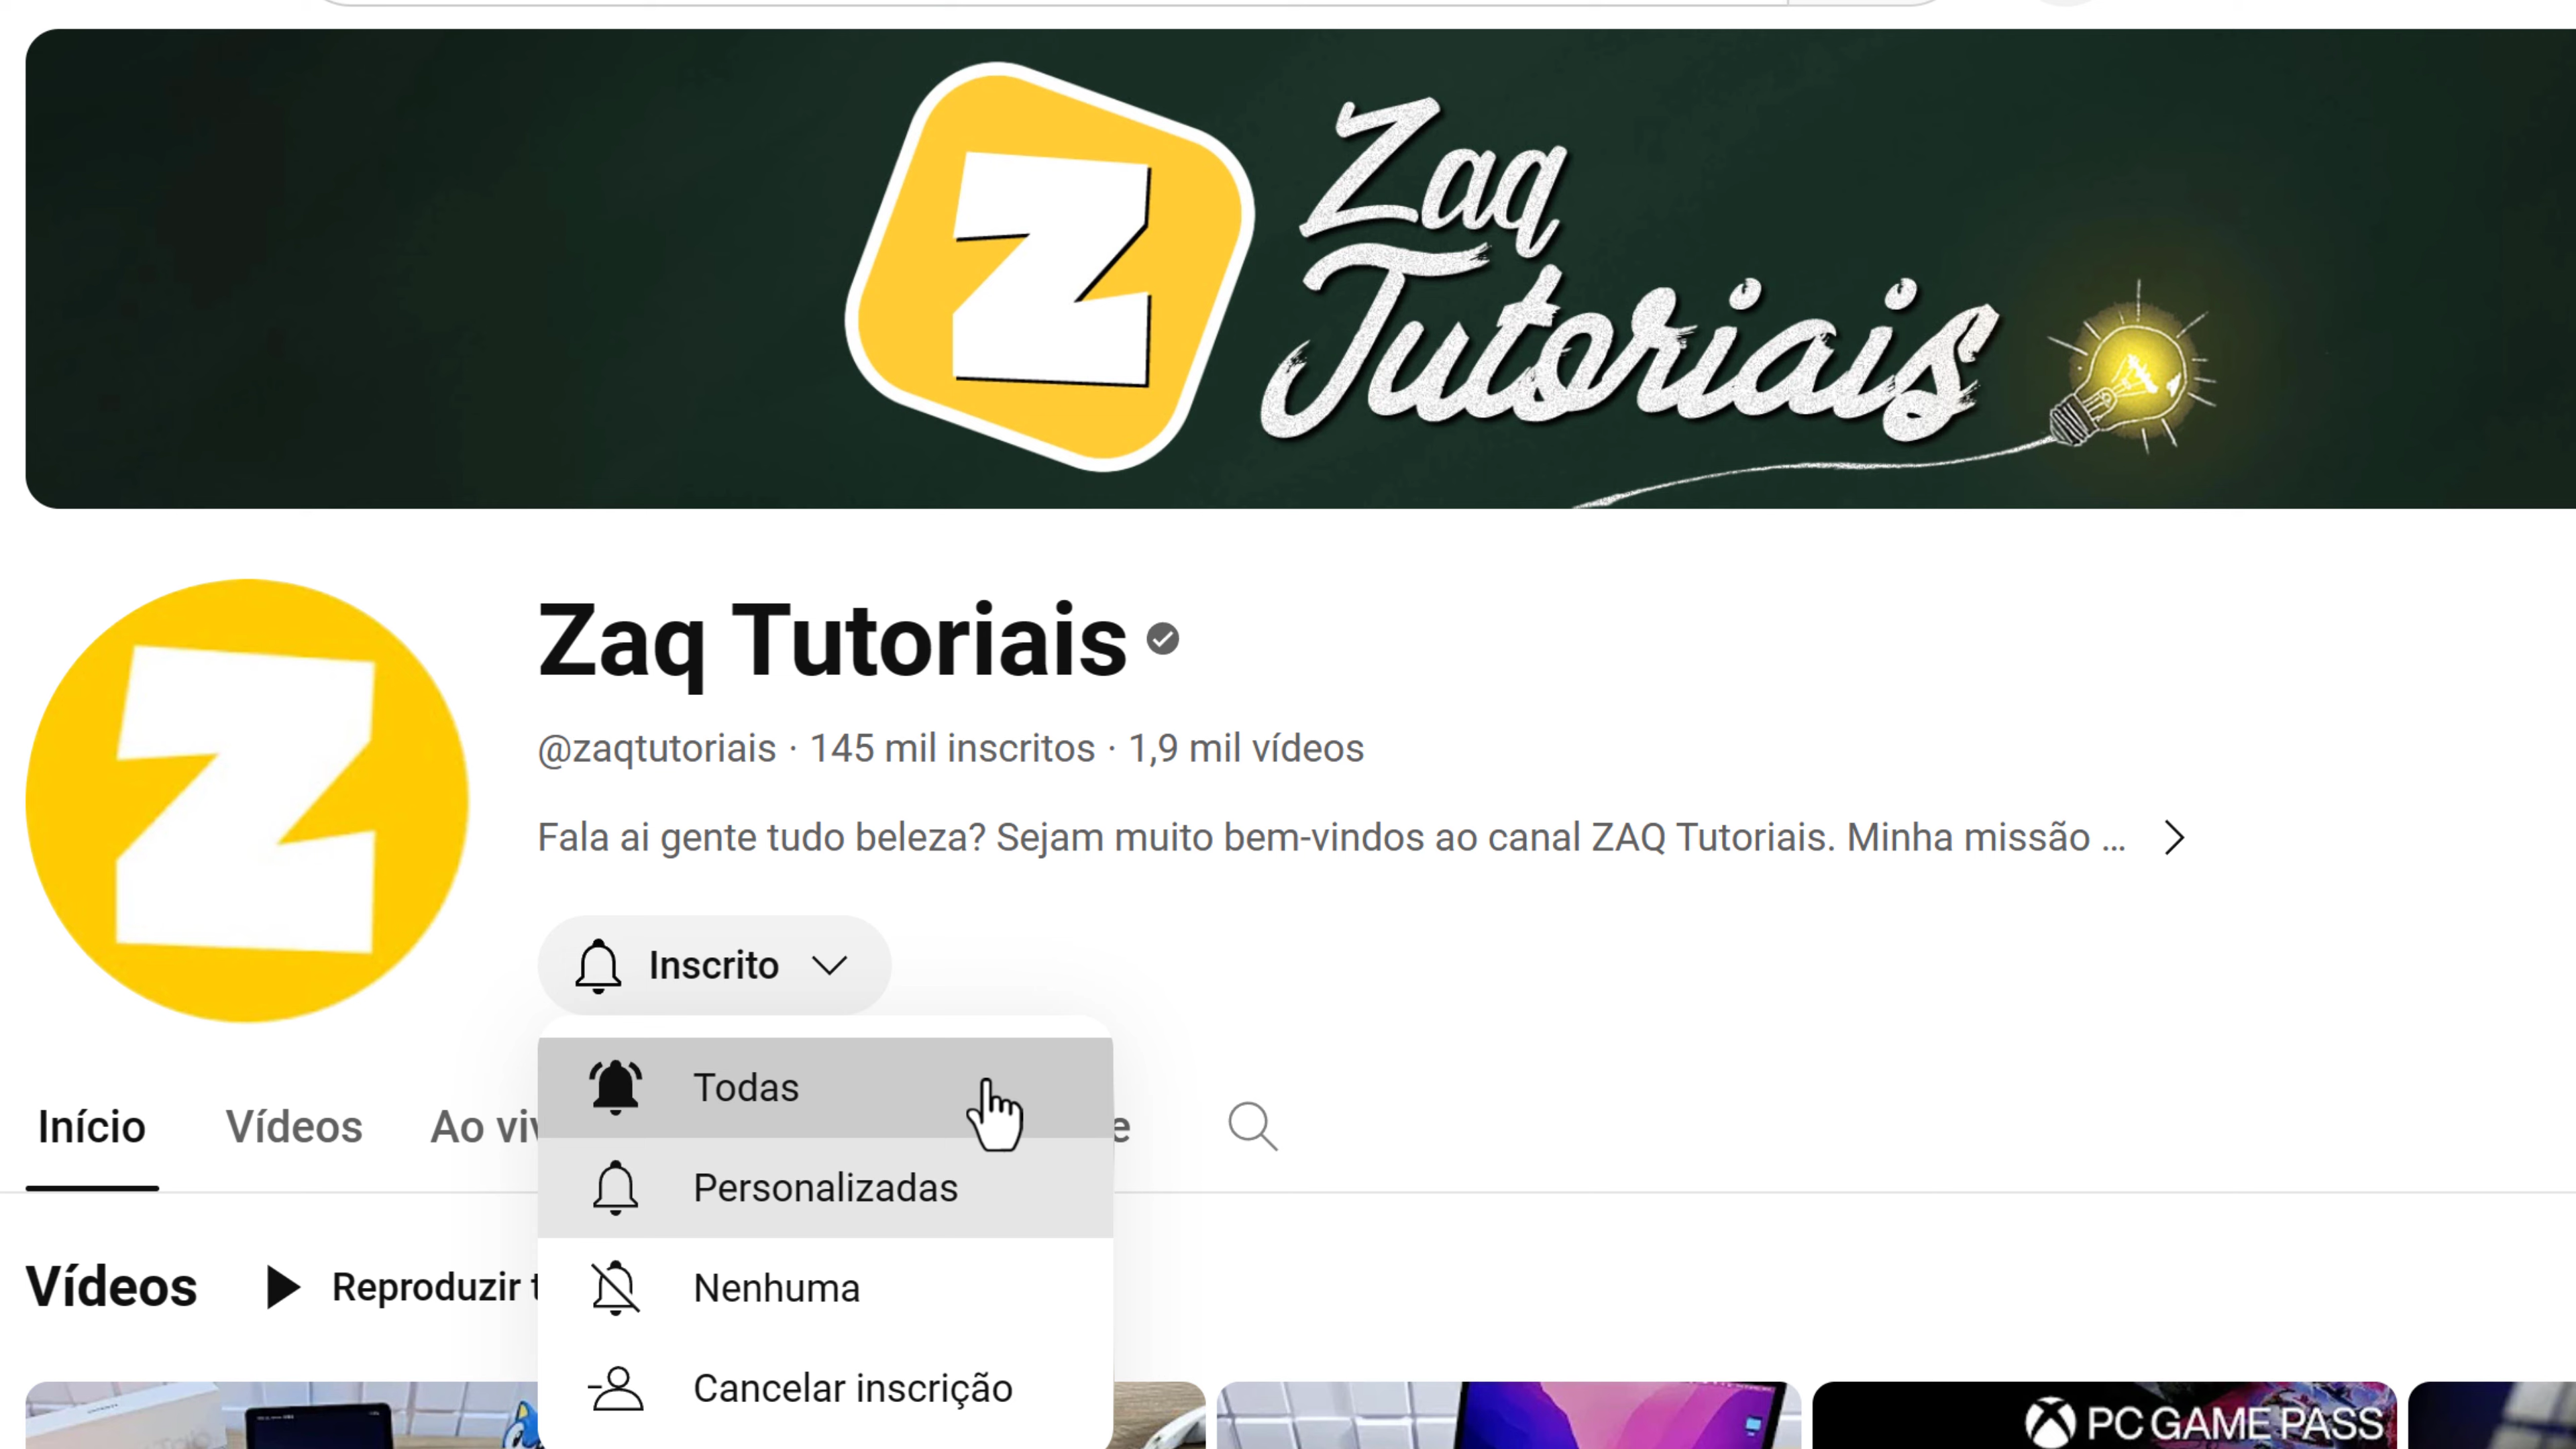 Z
Zaq
Tutoriais
Z
Zaq Tutoriais
@zaqtutoriais · 145 mil inscritos · 1,9 mil vídeos
Fala ai gente tudo beleza? Sejam muito bem-vindos ao canal ZAQ Tutoriais. Minha missão ...
Inscrito
Todas
Início Vídeos Ao viv e
Personalizadas
Vídeos Reproduzir t
Nenhuma
Cancelar inscrição
PC GAME PASS